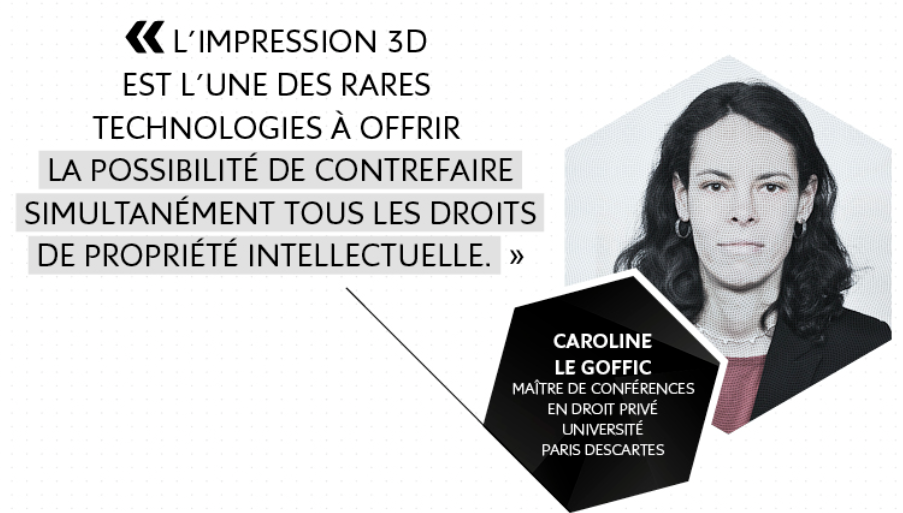 « L'IMPRESSION 3D
EST L'UNE DES RARES
TECHNOLOGIES À OFFRIR
LA POSSIBILITÉ DE CONTREFAIRE
SIMULTANÉMENT TOUS LES DROITS
DE PROPRIÉTÉ INTELLECTUELLE. »
CAROLINE
LE GOFFIC
MAÎTRE DE CONFÉRENCES
EN DROIT PRIVÉ
UNIVERSITÉ
PARIS DESCARTES